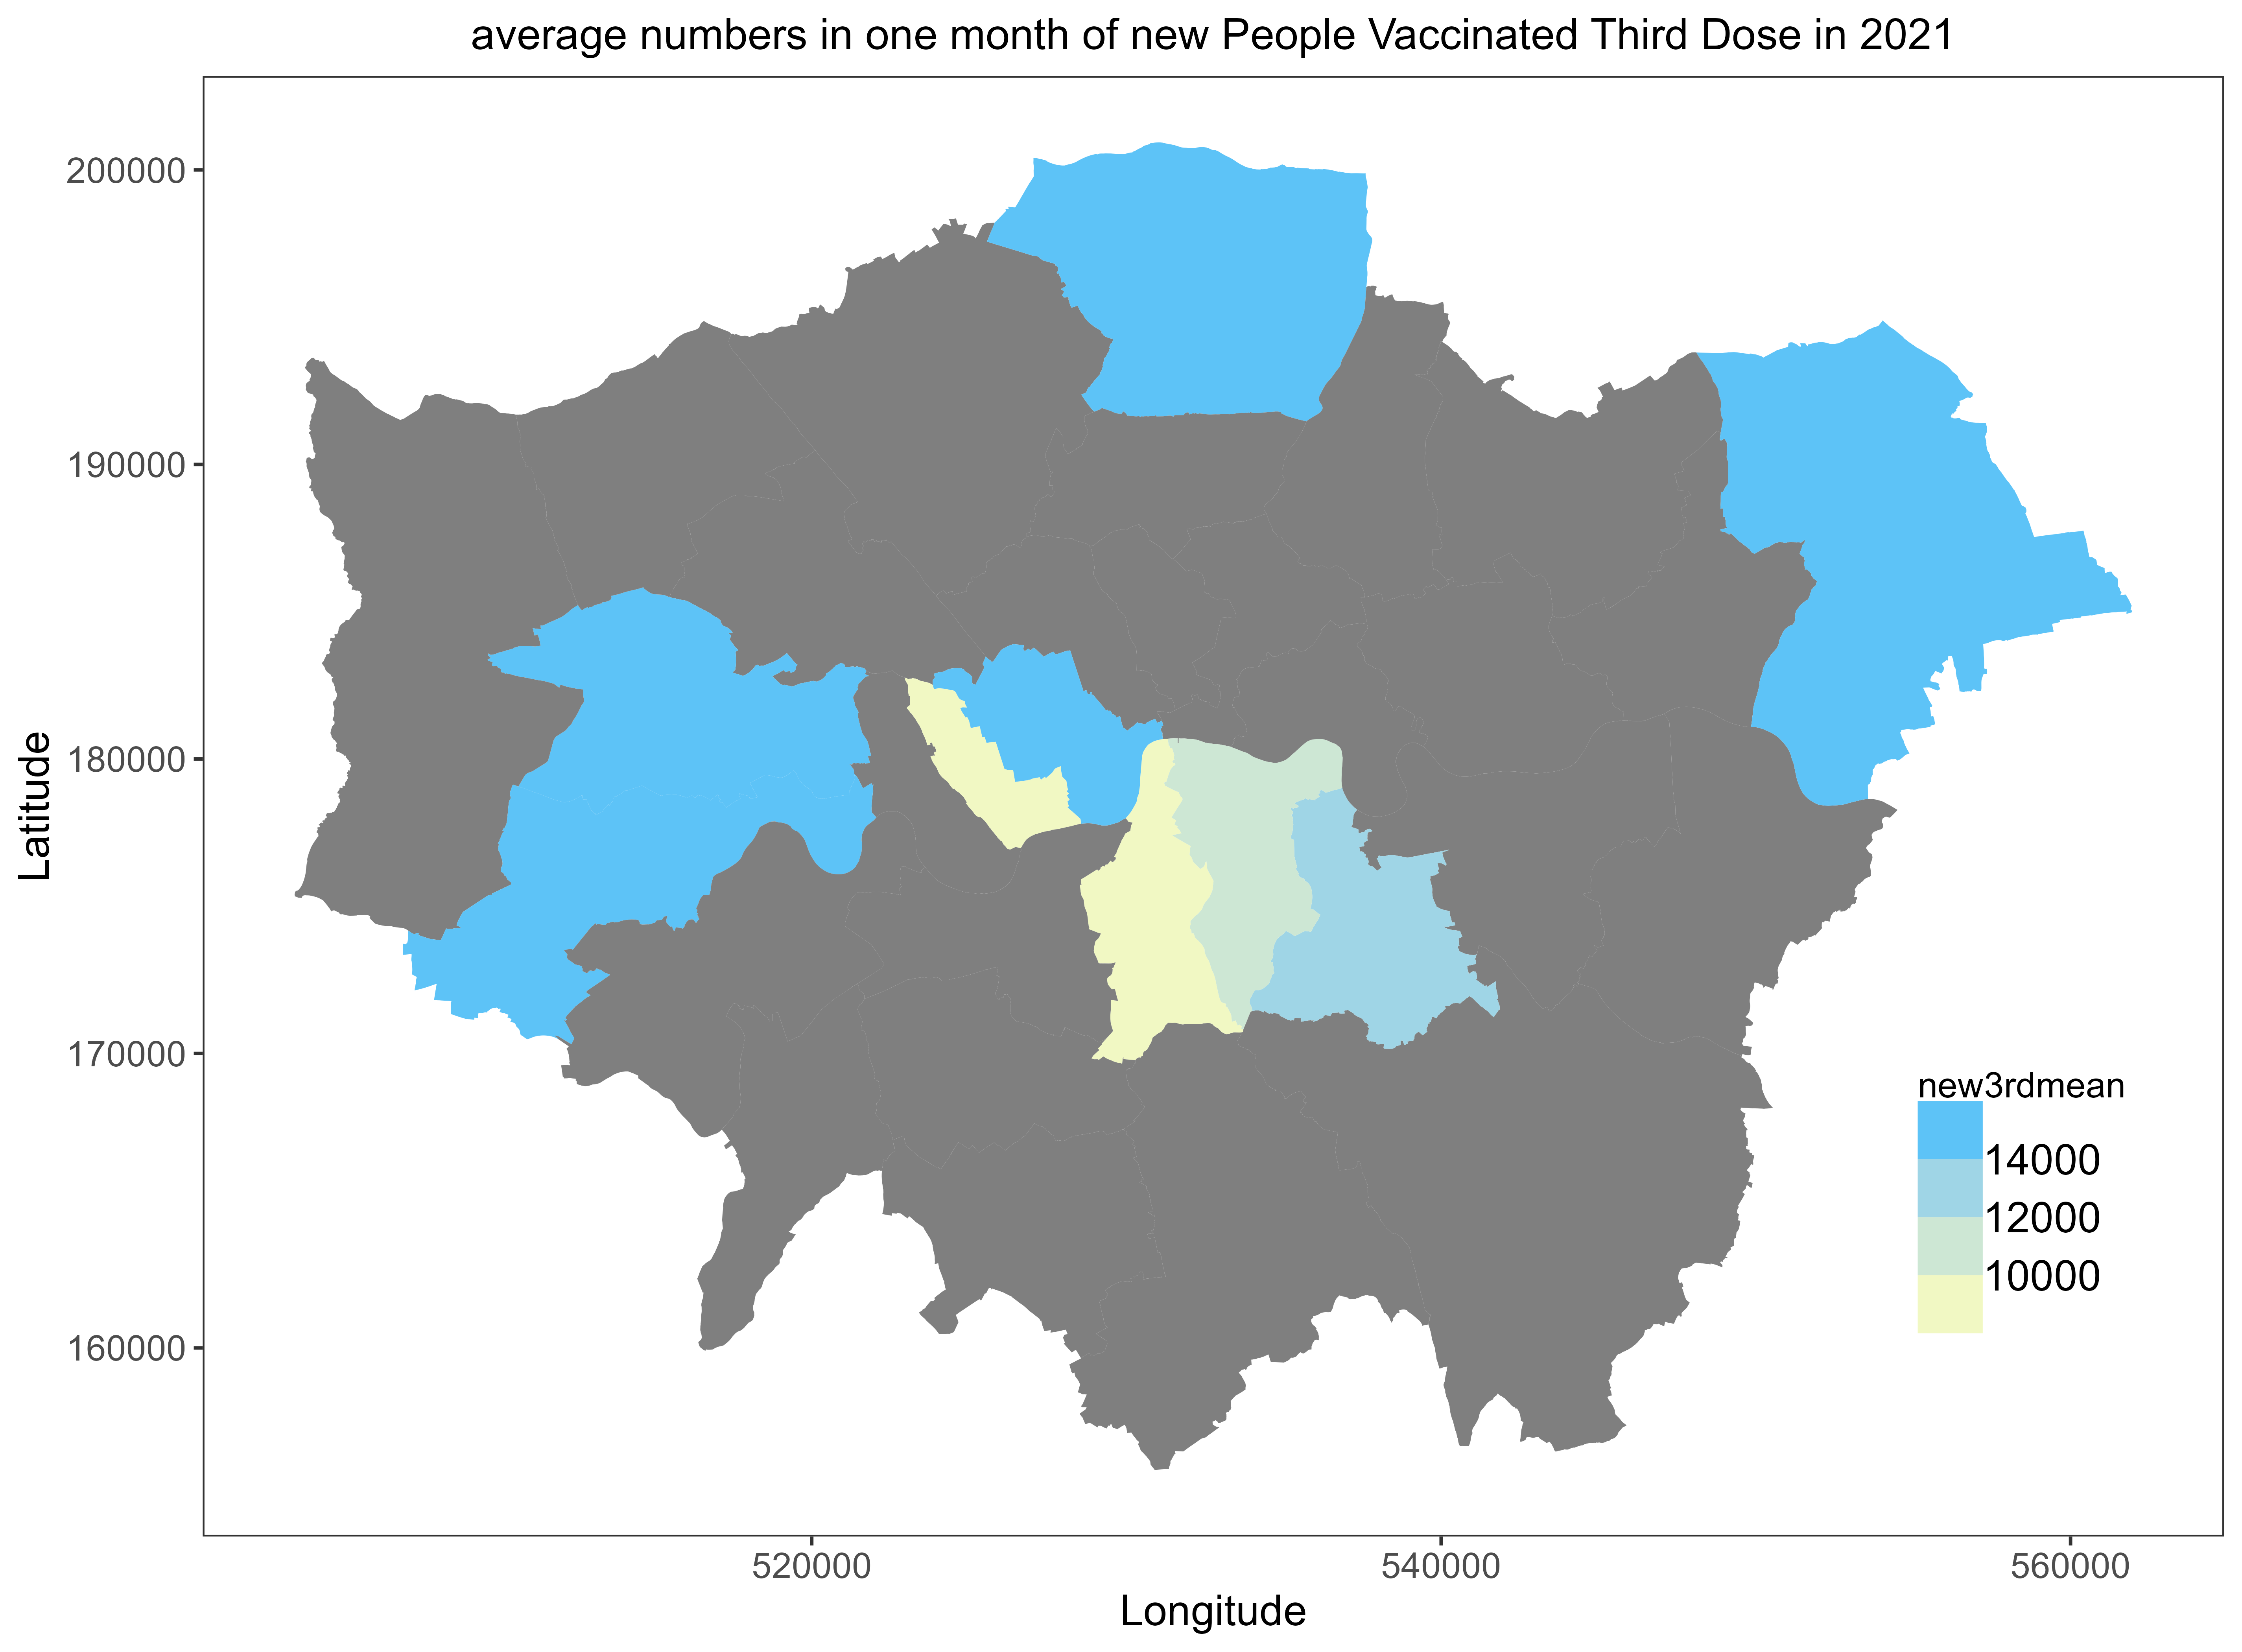 average numbers in one month of new People Vaccinated Third Dose in 2021
200000
190000
180000
170000
160000
Latitude
new3rdmean
14000
12000
10000
520000
540000
560000
Longitude